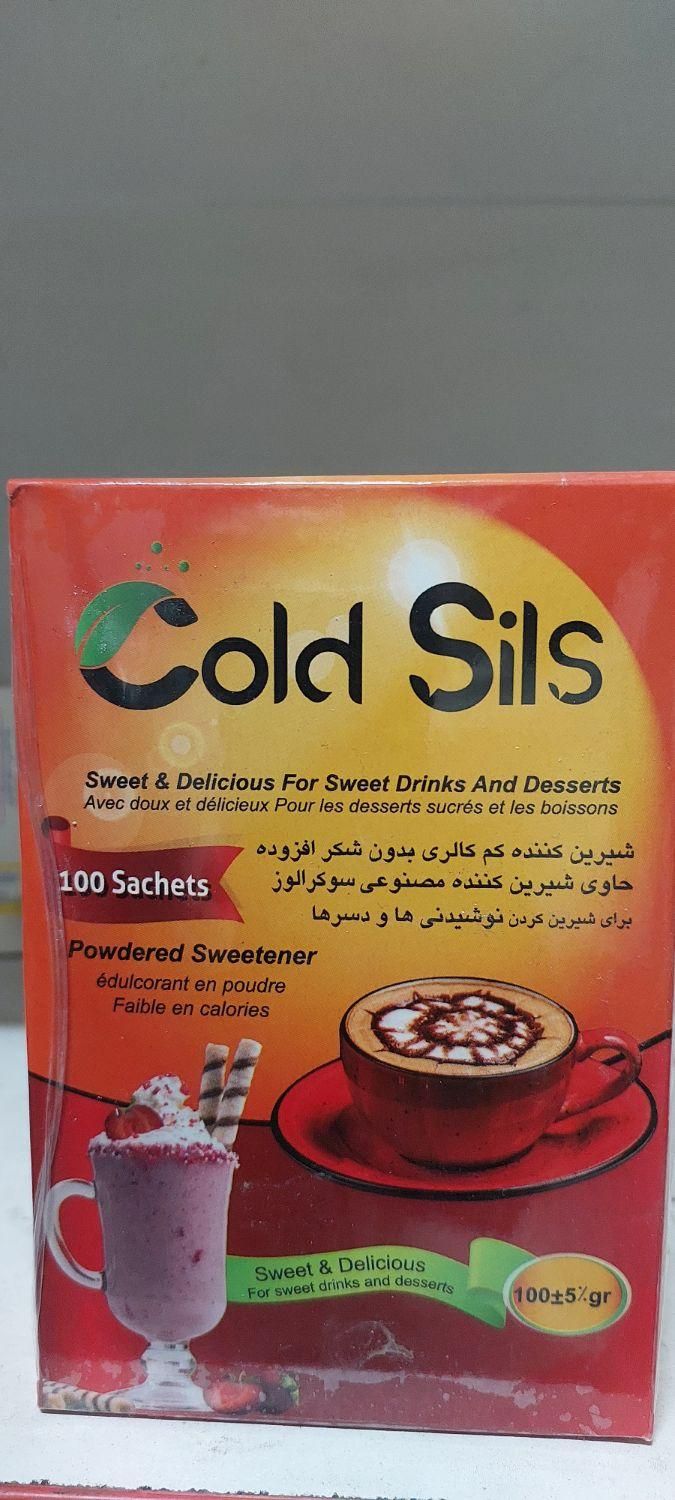 Cold Sils
Sweet & Delicious For Sweet Drinks And Desserts
Avec doux et délicieux Pour les desserts sucrés et les boissons
شیرین کننده کم کالری بدون شکر افزوده
حاوی شیرین کننده مصنوعی سوکرالوز
برای شیرین کردن نوشیدنی ها و دسرها
100 Sachets
Powdered Sweetener
édulcorant en poudre
Faible en calories
Sweet & Delicious
For sweet drinks and desserts
100±5٪gr